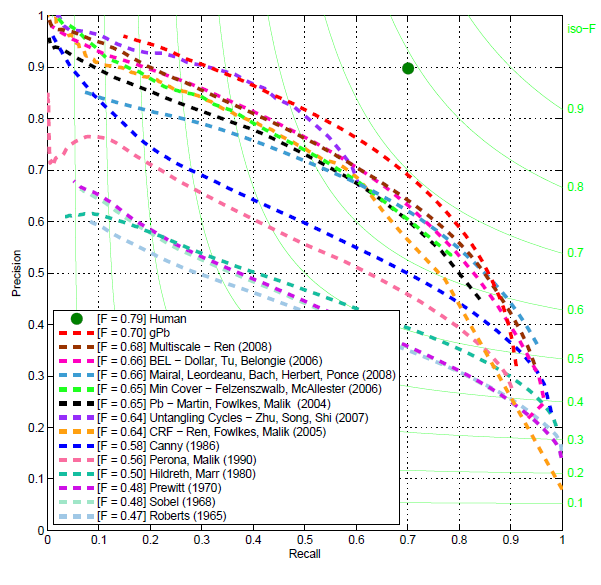 1
0.9
0.8
0.7
0.6
0.5
0.4
0.3
0.2
0.1
0
Precision
Iso−F
0.9
0.8
0.7
0.6
0.5
0.4
0.3
0.2
0.1
[F = 0.79] Human
[F = 0.70] gPb
[F = 0.68] Multiscale − Ren (2008)
[F = 0.66] BEL − Dollar, Tu, Belongie (2006)
[F = 0.66] Mairal, Leordeanu, Bach, Herbert, Ponce (2008)
[F = 0.65] Min Cover − Felzenszwalb, McAllester (2006)
[F = 0.65] Pb − Martin, Fowlkes, Malik (2004)
[F = 0.64] Untangling Cycles − Zhu, Song, Shi (2007)
[F = 0.64] CRF − Ren, Fowlkes, Malik (2005)
[F = 0.58] Canny (1986)
[F = 0.56] Perona, Malik (1990)
[F = 0.50] Hildreth, Marr (1980)
[F = 0.48] Prewitt (1970)
[F = 0.48] Sobel (1968)
[F = 0.47] Roberts (1965)
0 0.1 0.2 0.3 0.4 0.5 0.6 0.7 0.8 0.9 1
Recall